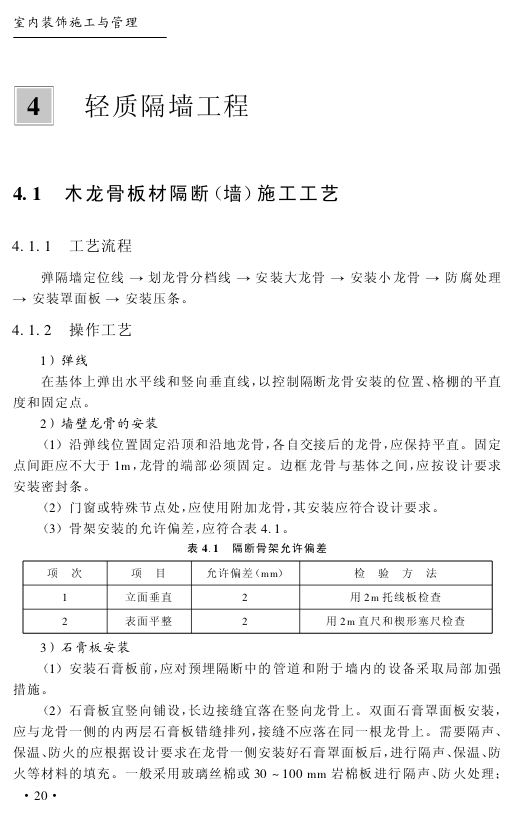 室内装饰施工与管理
4 轻质隔墙工程
4.1 木龙骨板材隔断(墙)施工工艺
4.1.1 工艺流程
弹隔墙定位线 → 划龙骨分档线 → 安装大龙骨 → 安装小龙骨 → 防腐处理
→ 安装罩面板 → 安装压条。
4.1.2 操作工艺
1)弹线
在基体上弹出水平线和竖向垂直线,以控制隔断龙骨安装的位置、格棚的平直
度和固定点。
2)墙壁龙骨的安装
(1)沿弹线位置固定沿顶和沿地龙骨,各自交接后的龙骨,应保持平直。固定
点间距应不大于 1m,龙骨的端部必须固定。边框龙骨与基体之间,应按设计要求
安装密封条。
(2)门窗或特殊节点处,应使用附加龙骨,其安装应符合设计要求。
(3)骨架安装的允许偏差,应符合表 4.1。
表 4.1 隔断骨架允许偏差
项 次 项 目 允许偏差(mm) 检 验 方 法
1 立面垂直 2 用 2m 托线板检查
2 表面平整 2 用 2m 直尺和楔形塞尺检查
3)石膏板安装
(1)安装石膏板前,应对预埋隔断中的管道和附于墙内的设备采取局部加强
措施。
(2)石膏板宜竖向铺设,长边接缝宜落在竖向龙骨上。双面石膏罩面板安装,
应与龙骨一侧的内两层石膏板错缝排列,接缝不应落在同一根龙骨上。需要隔声、
保温、防火的应根据设计要求在龙骨一侧安装好石膏罩面板后,进行隔声、保温、防
火等材料的填充。一般采用玻璃丝棉或 30 ~ 100 mm 岩棉板进行隔声、防火处理;
· 20 ·